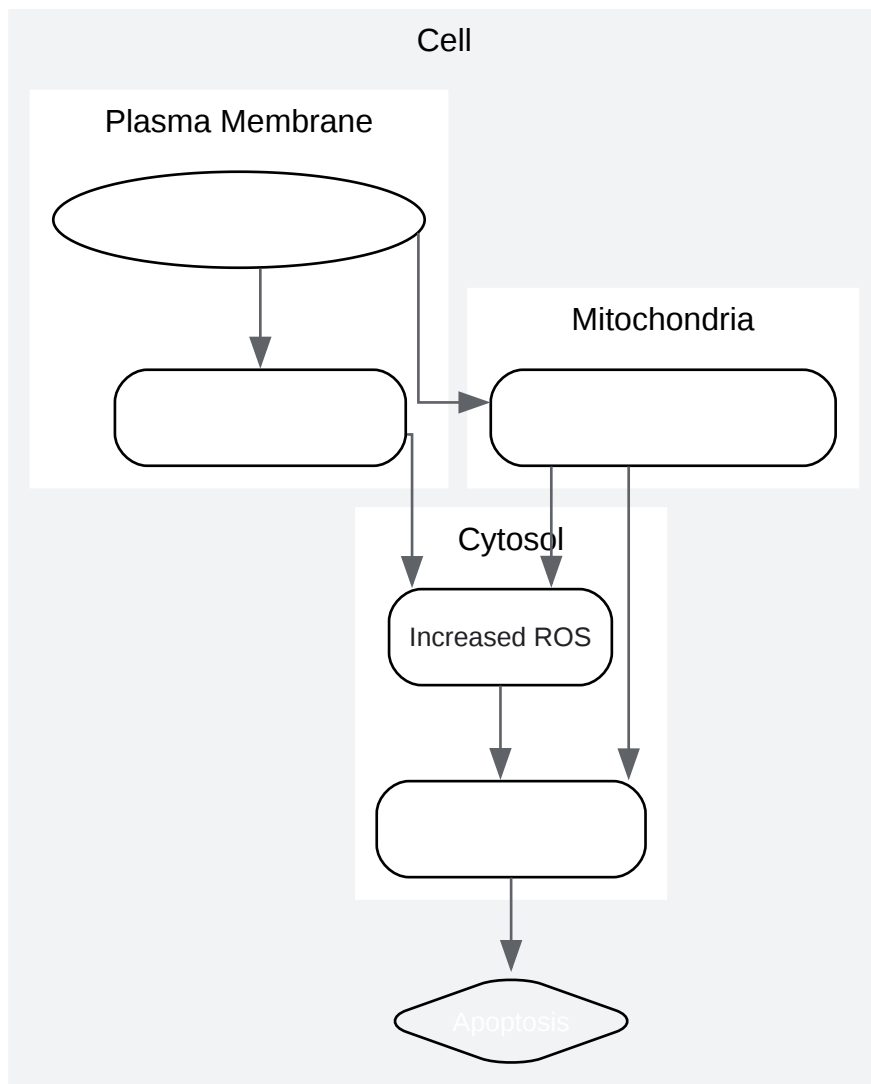 Cell
Plasma Membrane
Mitochondria
Cytosol
Increased ROS
Apoptosis